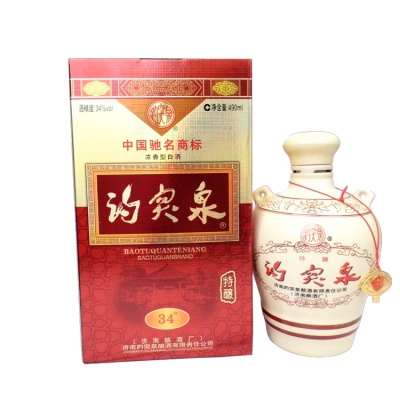 酒精度:34%vol
净含量:490ml
中国驰名商标
浓香型白酒
趵突泉
BAOTUQUANTENIANG
BAOTUQUANBRAND
特酿
34°
(济南酿酒厂)
济南趵突泉酿酒有限责任公司
特酿
趵突泉
济南趵突泉酿酒有限责任公司
(济南酿酒厂)